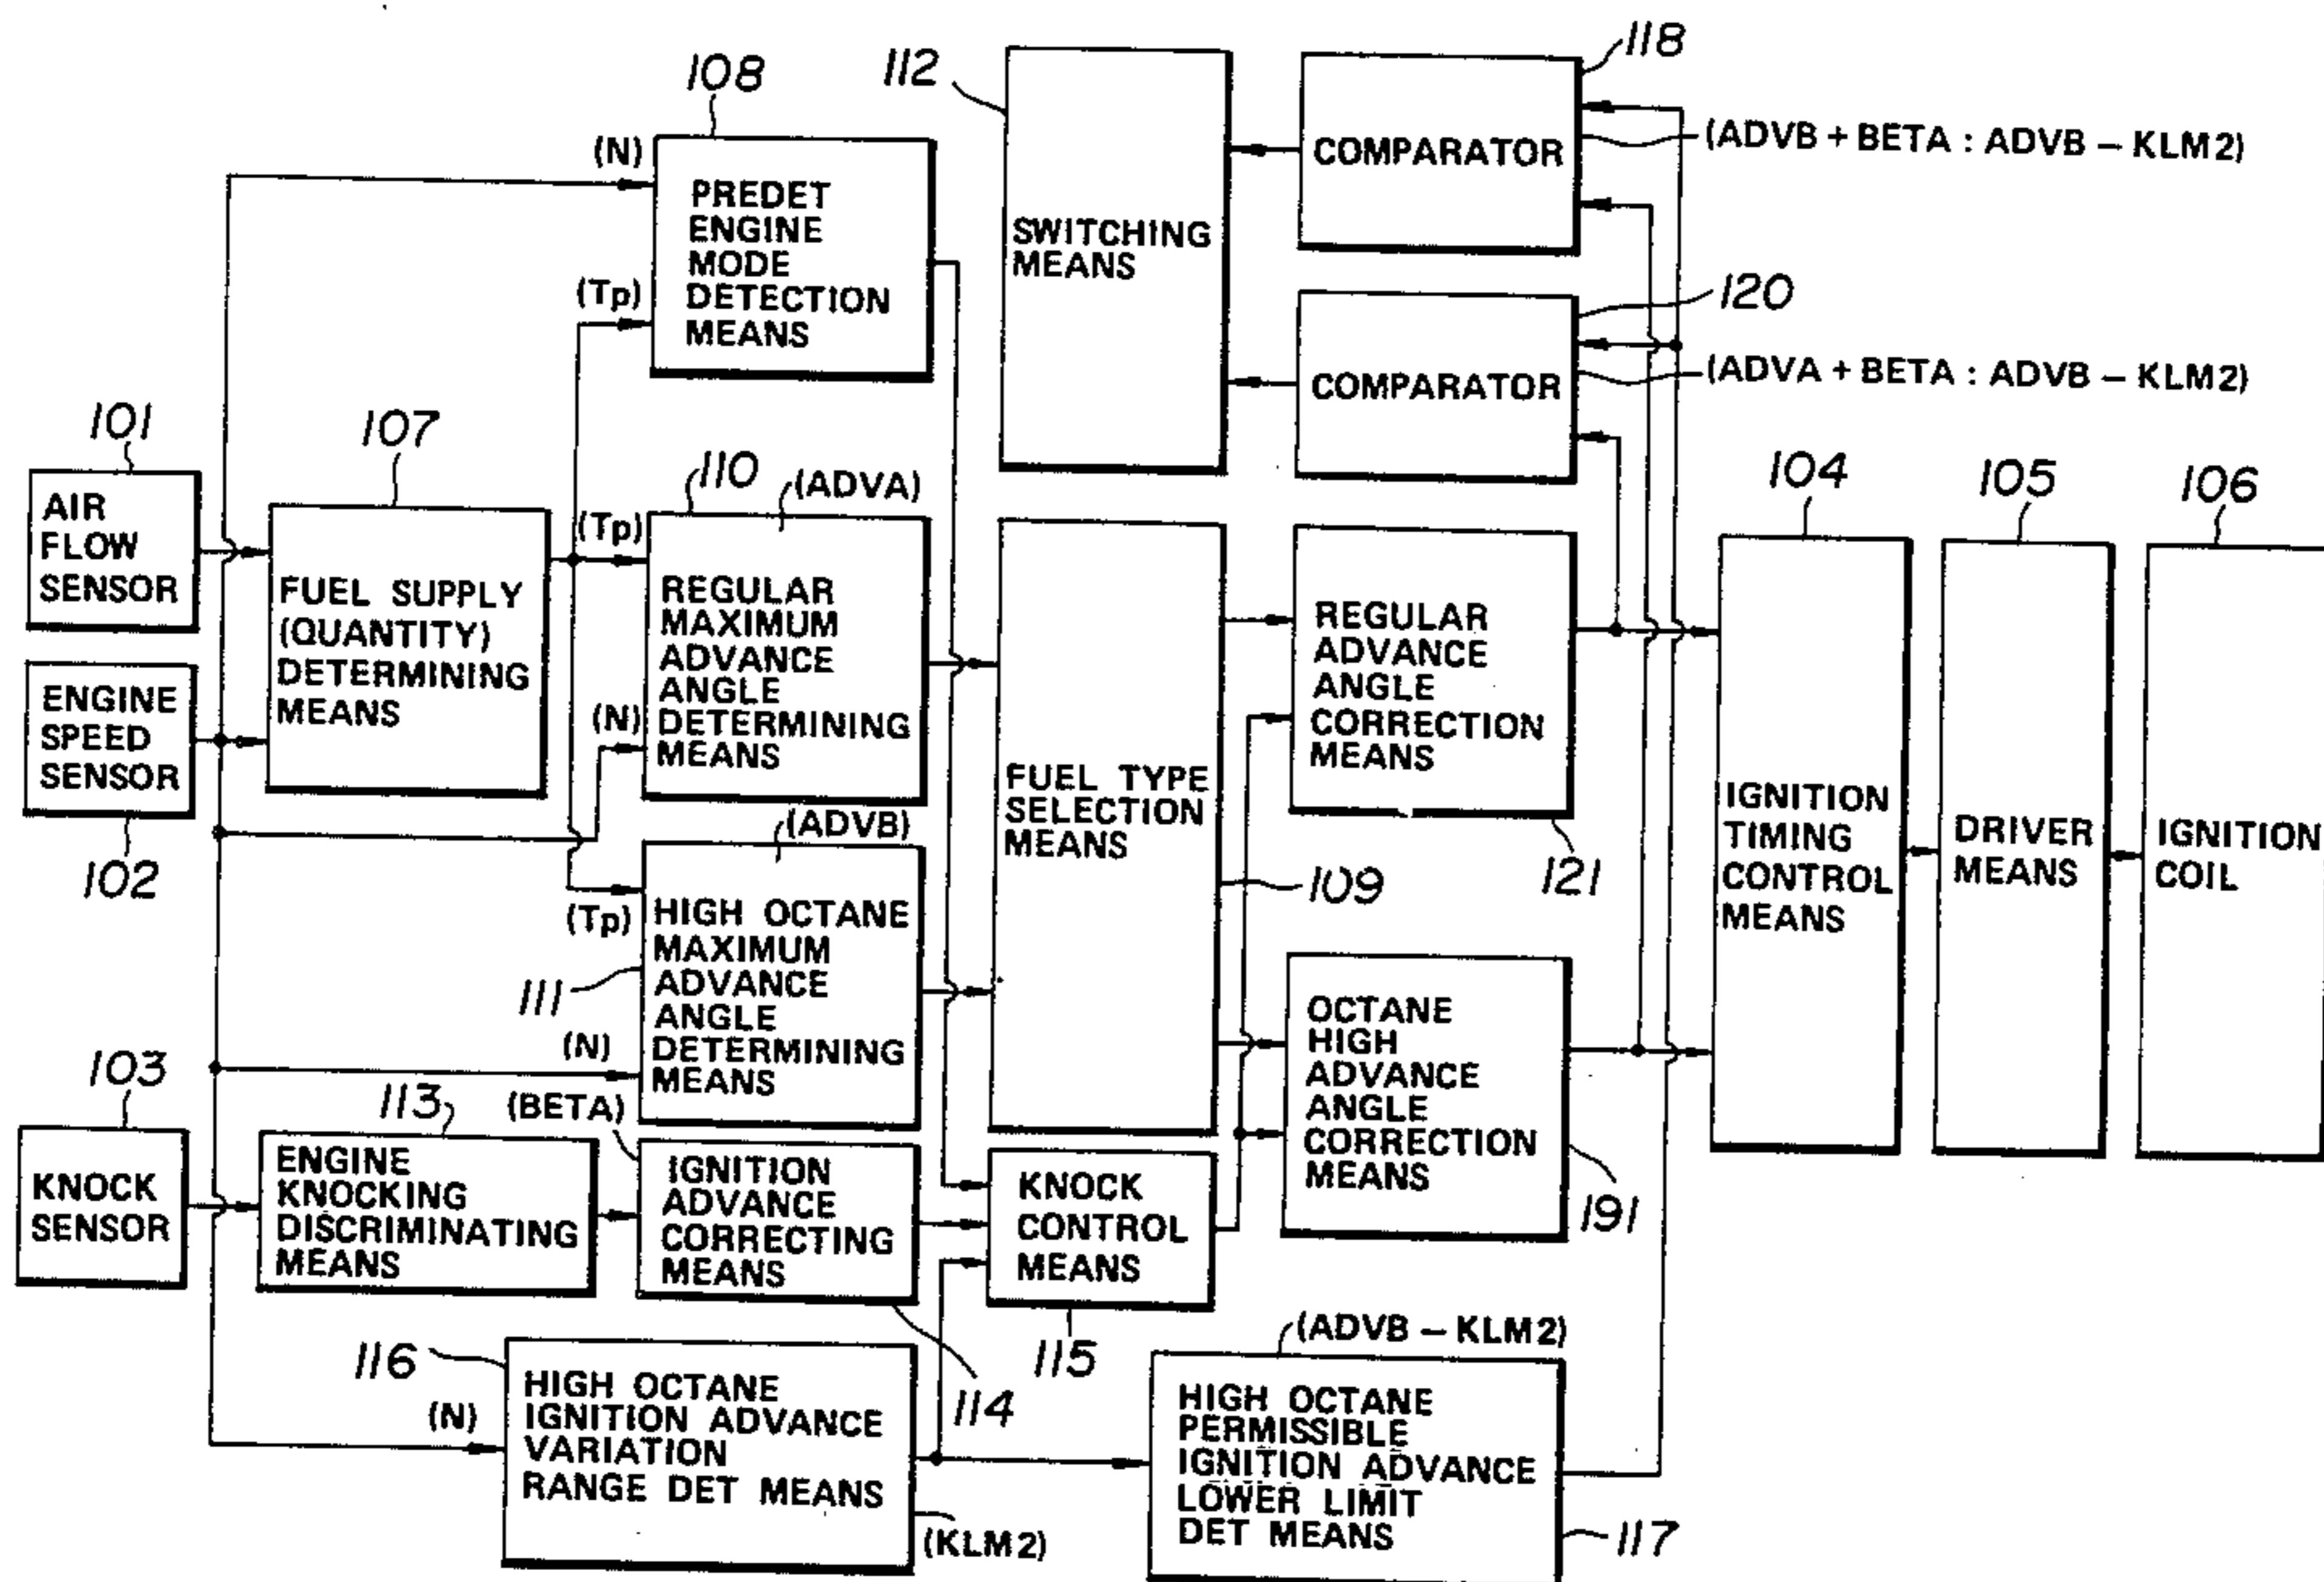 108
(N)
(Tp)
PREDET
ENGINE
MODE
DETECTION
MEANS
112
SWITCHING
MEANS
118
COMPARATOR
(ADVB + BETA : ADVB – KLM2)
120
COMPARATOR
(ADVA + BETA : ADVB – KLM2)
101
AIR
FLOW
SENSOR
107
FUEL SUPPLY
(QUANTITY)
DETERMINING
MEANS
ENGINE
SPEED
SENSOR
102
110
(ADVA)
(Tp)
(N)
REGULAR
MAXIMUM
ADVANCE
ANGLE
DETERMINING
MEANS
(ADVB)
(Tp)
111
(N)
HIGH OCTANE
MAXIMUM
ADVANCE
ANGLE
DETERMINING
MEANS
FUEL TYPE
SELECTION
MEANS
109
REGULAR
ADVANCE
ANGLE
CORRECTION
MEANS
121
OCTANE
HIGH
ADVANCE
ANGLE
CORRECTION
MEANS
191
104
IGNITION
TIMING
CONTROL
MEANS
105
DRIVER
MEANS
106
IGNITION
COIL
103
KNOCK
SENSOR
113
ENGINE
KNOCKING
DISCRIMINATING
MEANS
(BETA)
IGNITION
ADVANCE
CORRECTING
MEANS
114
KNOCK
CONTROL
MEANS
115
116
(N)
HIGH OCTANE
IGNITION ADVANCE
VARIATION
RANGE DET MEANS
(KLM2)
(ADVB – KLM2)
HIGH OCTANE
PERMISSIBLE
IGNITION ADVANCE
LOWER LIMIT
DET MEANS
117